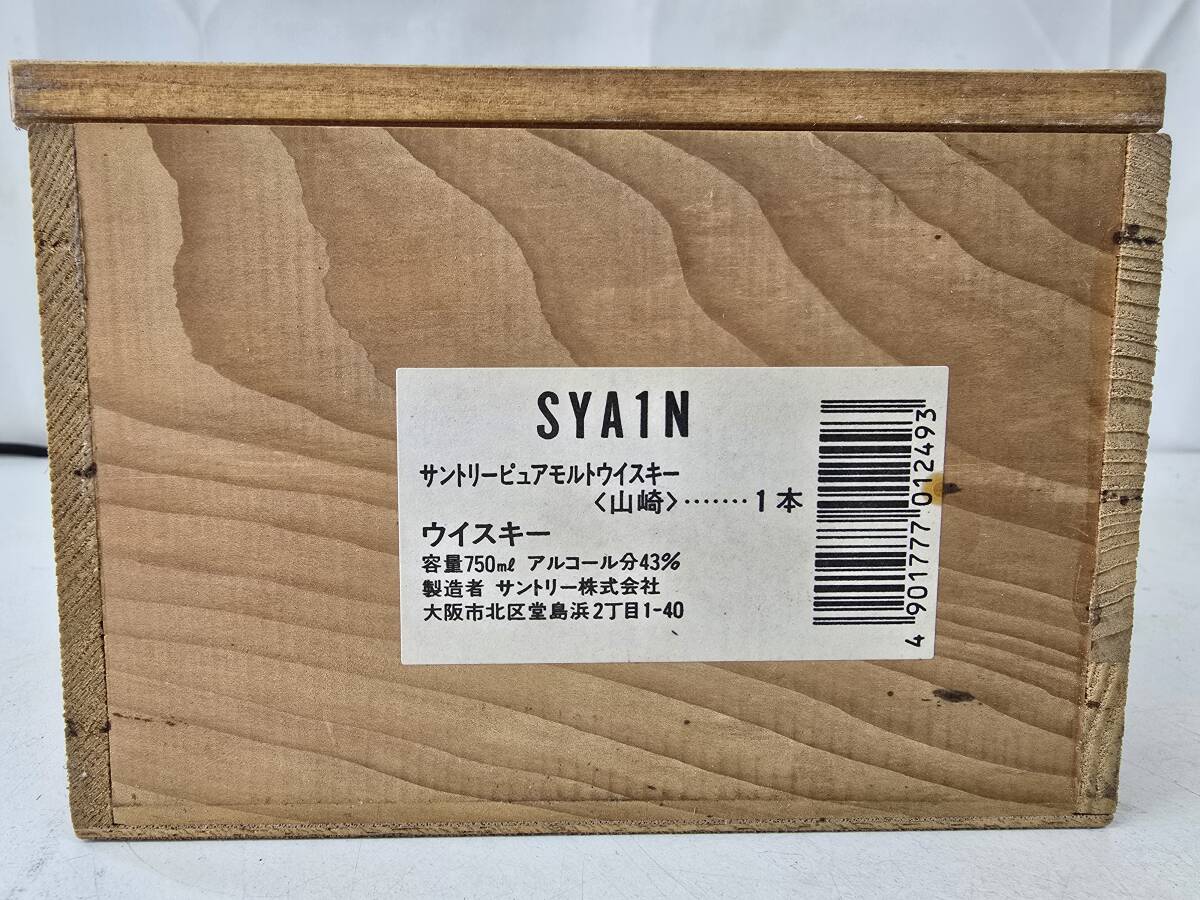 SYA1N
サントリーピュアモルトウイスキー
〈山崎〉‥‥‥‥1本
ウイスキー
容量750㎖ アルコール分43%
製造者 サントリー株式会社
大阪市北区堂島浜2丁目1-40
4 901777 012493